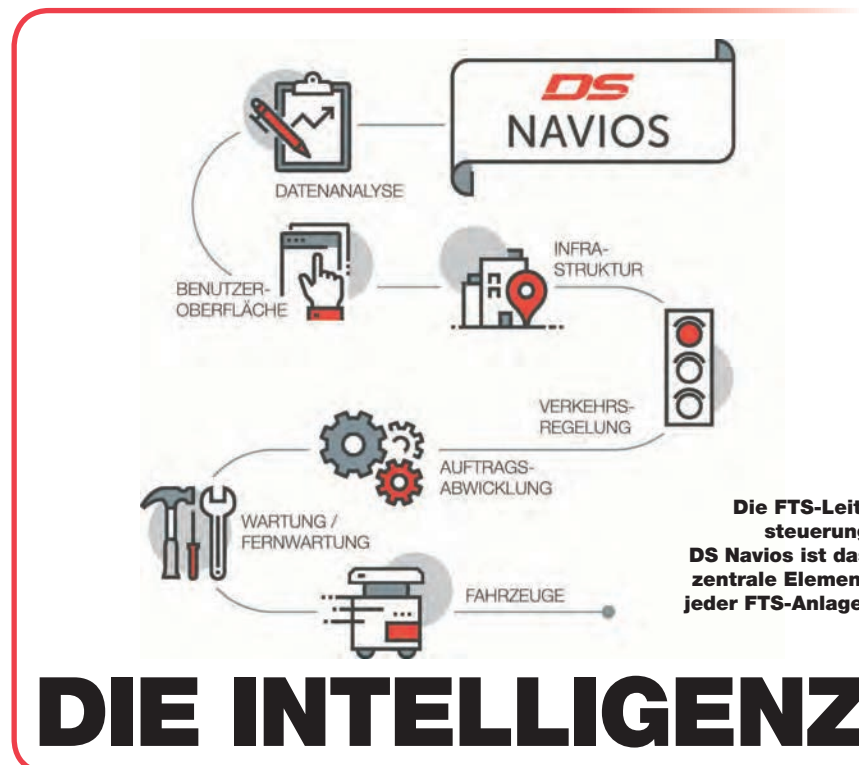 DS
NAVIOS
DATENANALYSE
BENUTZER-
OBERFLÄCHE
INFRA-
STRUKTUR
VERKEHRS-
REGELUNG
AUFTRAGS-
ABWICKLUNG
WARTUNG /
FERNWARTUNG
FAHRZEUGE
Die FTS-Leit
steuerung
DS Navios ist das
zentrale Elemen
jeder FTS-Anlage
DIE INTELLIGENZ